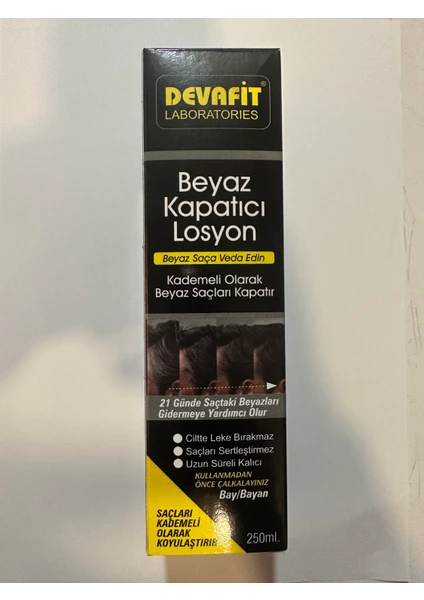 DEVAFİT®
LABORATORIES
Beyaz
Kapatıcı
Losyon
Beyaz Saça Veda Edin
Kademeli Olarak
Beyaz Saçları Kapatır
21 Günde Saçtaki Beyazları
Gidermeye Yardımcı Olur
Ciltte Leke Bırakmaz
Saçları Sertleştirmez
Uzun Süreli Kalıcı
KULLANMADAN
ÖNCE ÇALKALAYINIZ
Bay/Bayan
SAÇLARI
KADEMELİ
OLARAK
KOYULAŞTIRIR
250ml.